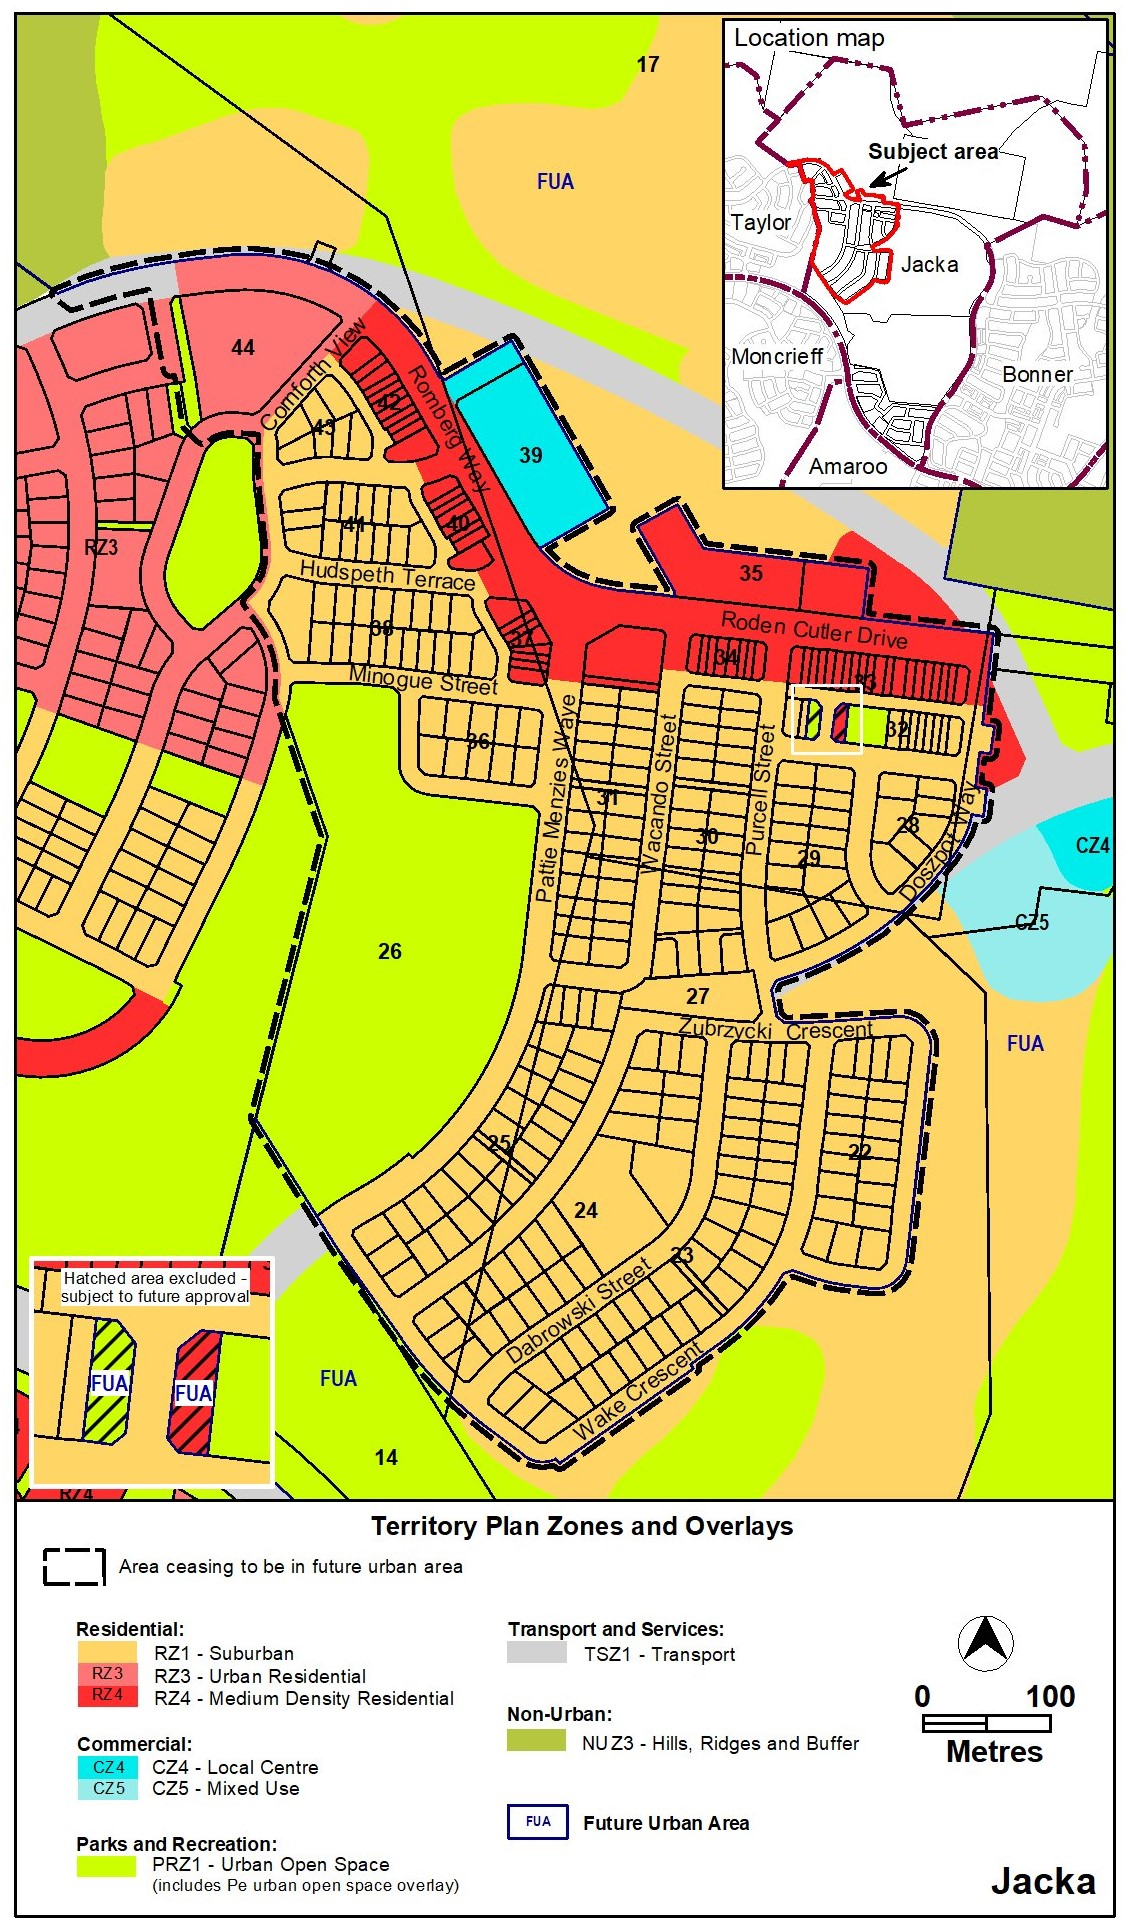 Location map
Subject area
Taylor
Jacka
Moncrieff
Bonner
Amaroo
17
FUA
44
Comforth View
42
43
Romberg Way
39
40
41
RZ3
Hudspeth Terrace
35
Roden Cutler Drive
38
37
34
33
Minogue Street
32
36
Pattie Menzies Waye
Wacando Street
Purcell Street
31
30
29
28
Doszpot Way
CZ4
CZ5
26
27
Zubrzycki Crescent
FUA
25
22
24
23
Dabrowski Street
Wake Crescent
Hatched area excluded -
subject to future approval
FUA
FUA
FUA
14
RZ4
Territory Plan Zones and Overlays
Area ceasing to be in future urban area
Residential:
RZ1 - Suburban
RZ3 RZ3 - Urban Residential
RZ4 RZ4 - Medium Density Residential
Commercial:
CZ4 CZ4 - Local Centre
CZ5 CZ5 - Mixed Use
Parks and Recreation:
PRZ1 - Urban Open Space
(includes Pe urban open space overlay)
Transport and Services:
TSZ1 - Transport
Non-Urban:
NUZ3 - Hills, Ridges and Buffer
FUA Future Urban Area
0 100
Metres
Jacka